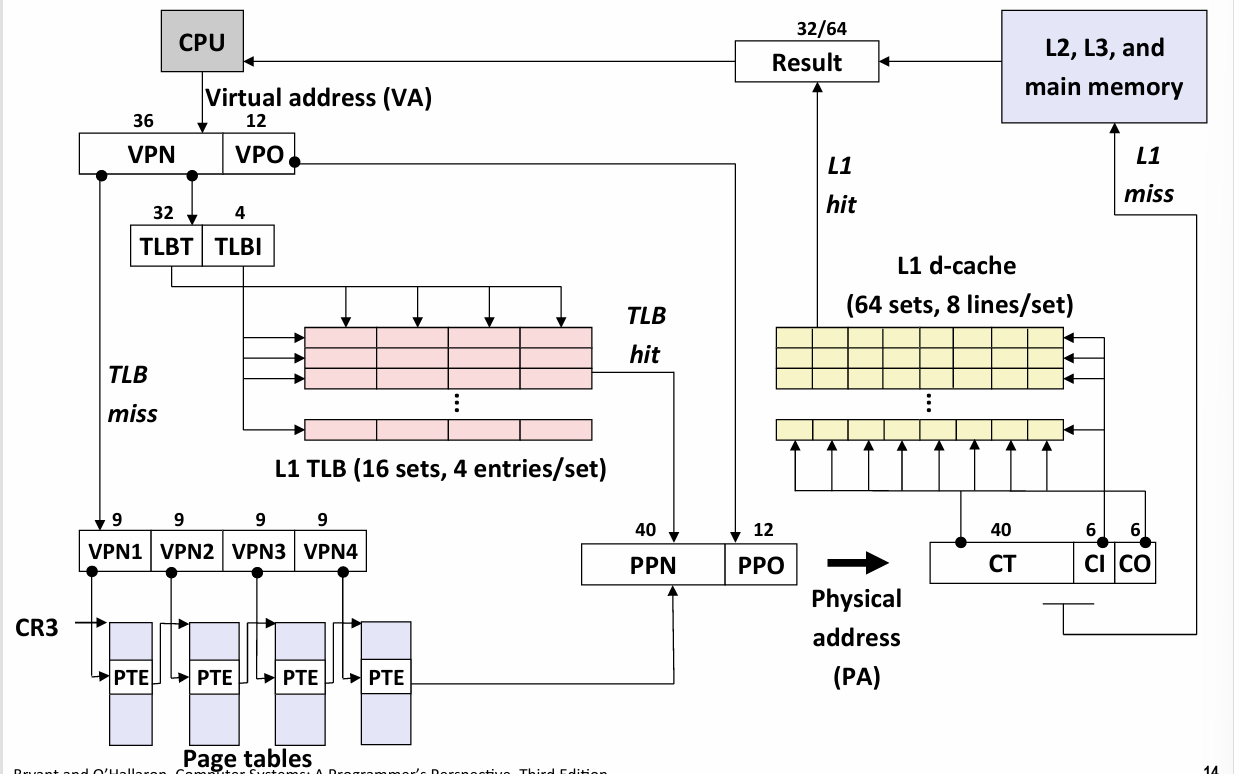 CPU
32/64
Result
L2, L3, and
main memory
Virtual address (VA)
36 12
VPN VPO
L1
hit
L1
miss
32 4
TLBT TLBI
L1 d-cache
(64 sets, 8 lines/set)
TLB
hit
TLB
miss
...
...
L1 TLB (16 sets, 4 entries/set)
9 9 9 9
VPN1 VPN2 VPN3 VPN4
40 12
PPN PPO
40 6 6
CT CI CO
Physical
address
(PA)
CR3
PTE PTE PTE PTE
Page tables
Bryant and O'Hallaron, Computer Systems: A Programmer's Perspective, Third Edition
14